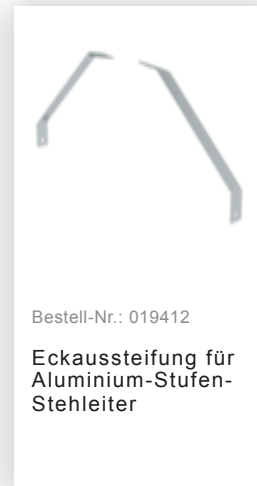 Bestell-Nr.: 019412
Eckaussteifung für
Aluminium-Stufen-
Stehleiter